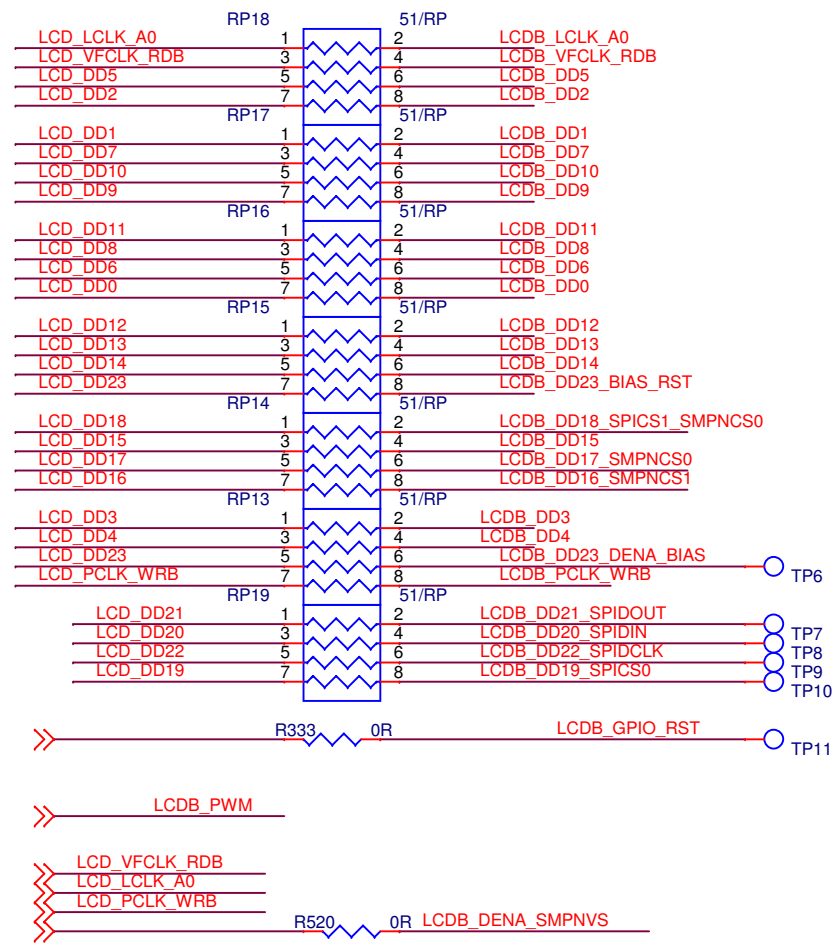 RP18 51/RP
LCD_LCLK_A0 1 2 LCDB_LCLK_A0
LCD_VFCLK_RDB 3 4 LCDB_VFCLK_RDB
LCD_DD5 5 6 LCDB_DD5
LCD_DD2 7 8 LCDB_DD2
RP17 51/RP
LCD_DD1 1 2 LCDB_DD1
LCD_DD7 3 4 LCDB_DD7
LCD_DD10 5 6 LCDB_DD10
LCD_DD9 7 8 LCDB_DD9
RP16 51/RP
LCD_DD11 1 2 LCDB_DD11
LCD_DD8 3 4 LCDB_DD8
LCD_DD6 5 6 LCDB_DD6
LCD_DD0 7 8 LCDB_DD0
RP15 51/RP
LCD_DD12 1 2 LCDB_DD12
LCD_DD13 3 4 LCDB_DD13
LCD_DD14 5 6 LCDB_DD14
LCD_DD23 7 8 LCDB_DD23_BIAS_RST
RP14 51/RP
LCD_DD18 1 2 LCDB_DD18_SPICS1_SMPNCS0
LCD_DD15 3 4 LCDB_DD15
LCD_DD17 5 6 LCDB_DD17_SMPNCS0
LCD_DD16 7 8 LCDB_DD16_SMPNCS1
RP13 51/RP
LCD_DD3 1 2 LCDB_DD3
LCD_DD4 3 4 LCDB_DD4
LCD_DD23 5 6 LCDB_DD23_DENA_BIAS
LCD_PCLK_WRB 7 8 LCDB_PCLK_WRB TP6
RP19 51/RP
LCD_DD21 1 2 LCDB_DD21_SPIDOUT
LCD_DD20 3 4 LCDB_DD20_SPIDIN TP7
LCD_DD22 5 6 LCDB_DD22_SPIDCLK TP8
LCD_DD19 7 8 LCDB_DD19_SPICS0 TP9
TP10
R333 0R LCDB_GPIO_RST
TP11
LCDB_PWM
LCD_VFCLK_RDB
LCD_LCLK_A0
LCD_PCLK_WRB
R520 0R LCDB_DENA_SMPNVS